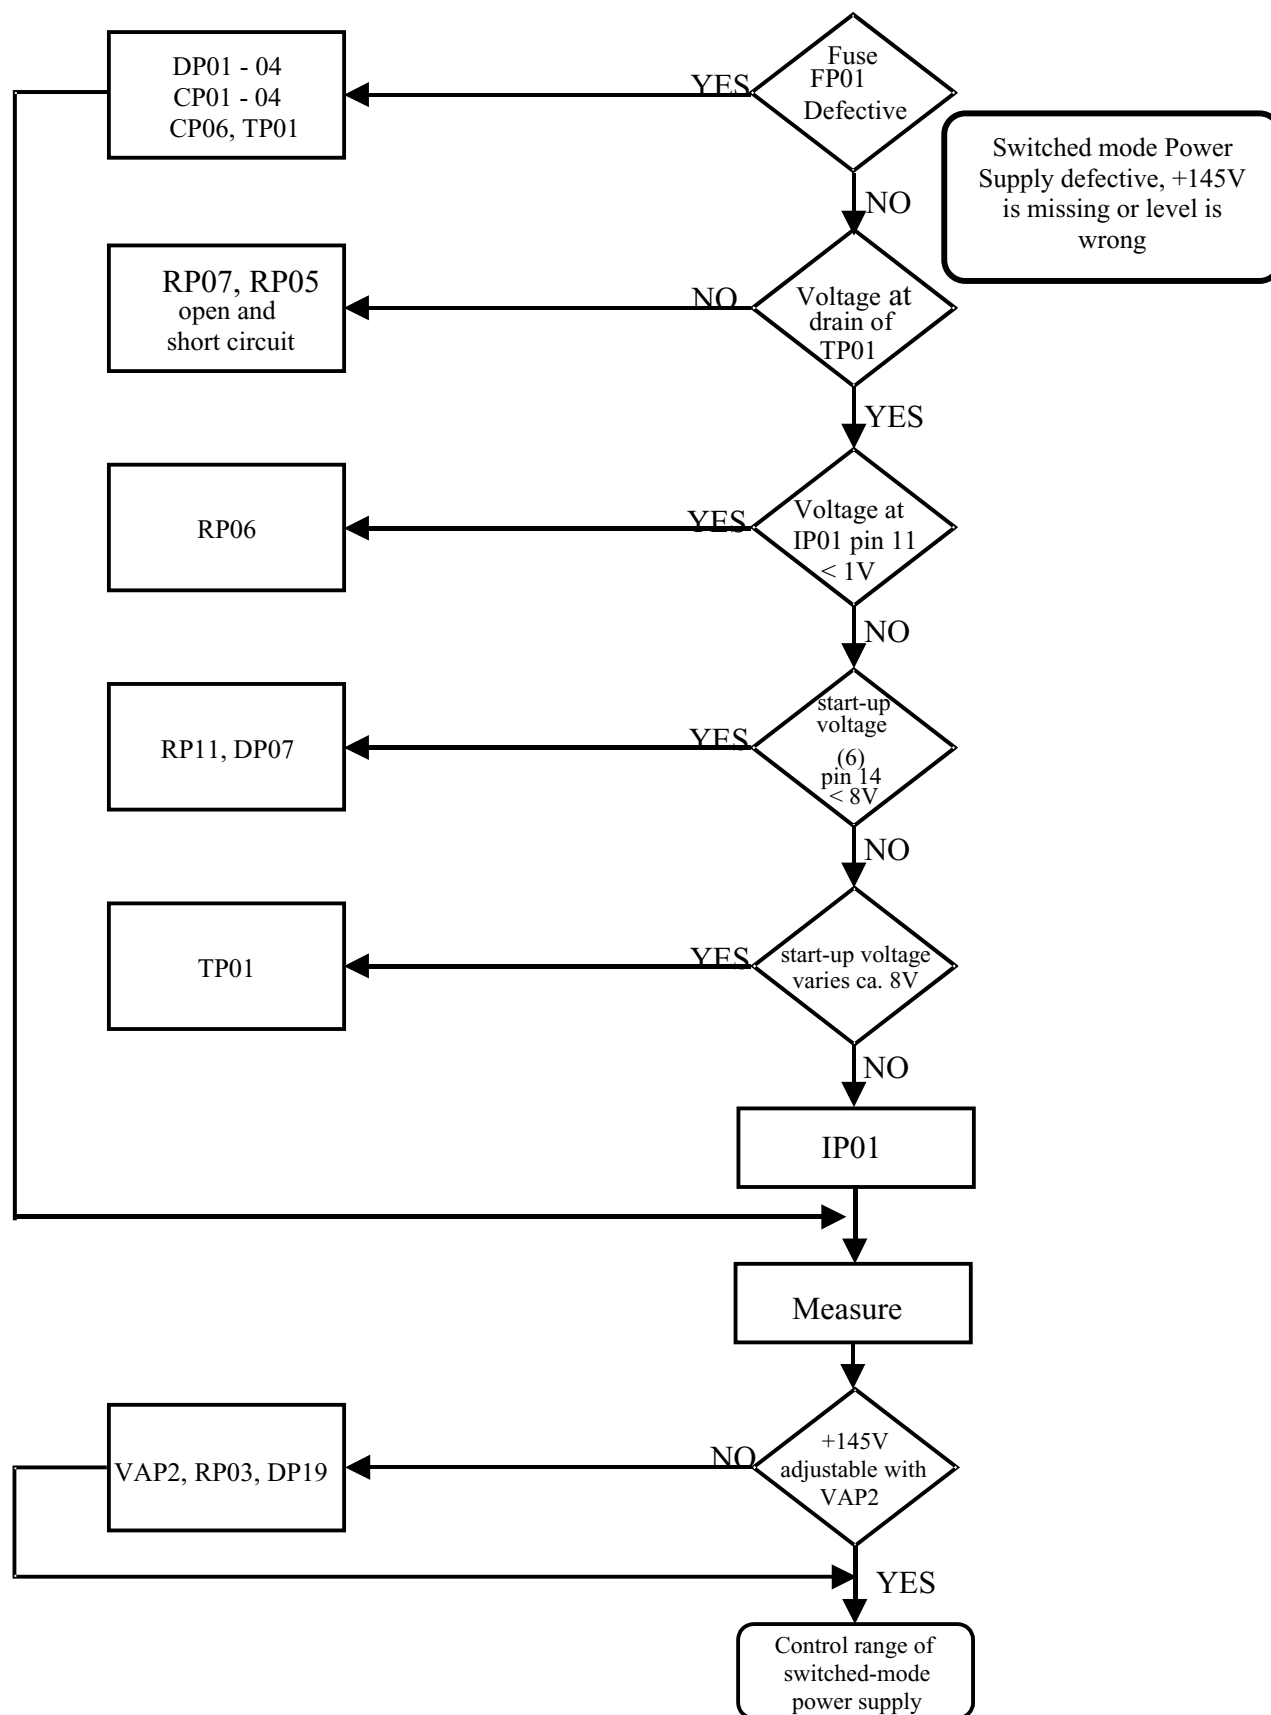 DP01 - 04
CP01 - 04
CP06, TP01
YES
Fuse
FP01
Defective
Switched mode Power
Supply defective, +145V
is missing or level is
wrong
NO
RP07, RP05
open and
short circuit
NO
Voltage at
drain of
TP01
YES
RP06
YES
Voltage at
IP01 pin 11
< 1V
NO
RP11, DP07
YES
start-up
voltage
(6)
pin 14
< 8V
NO
TP01
YES
start-up voltage
varies ca. 8V
NO
IP01
Measure
VAP2, RP03, DP19
NO
+145V
adjustable with
VAP2
YES
Control range of
switched-mode
power supply